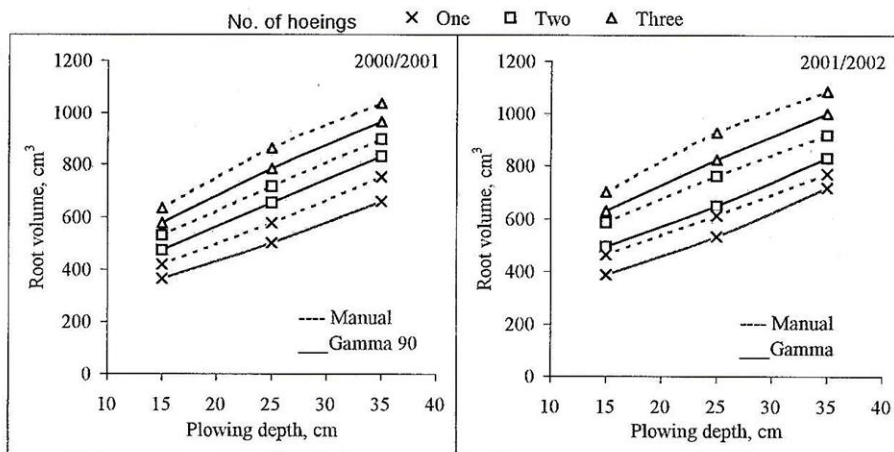 No. of hoeings × One □ Two △ Three
2000/2001
Root volume, cm³
1200
1000
800
600
400
200
0
Manual
Gamma 90
10 15 20 25 30 35 40
Plowing depth, cm
2001/2002
Root volume, cm³
1200
1000
800
600
400
200
0
Manual
Gamma
10 15 20 25 30 35 40
Plowing depth, cm